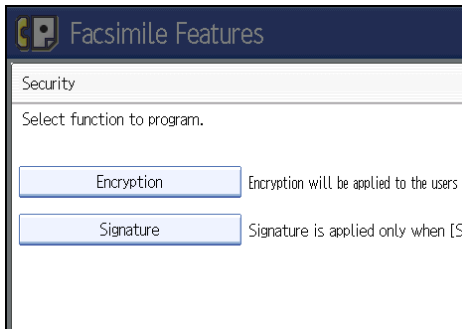 Facsimile Features
Security
Select function to program.
Encryption Encryption will be applied to the users
Signature Signature is applied only when [S